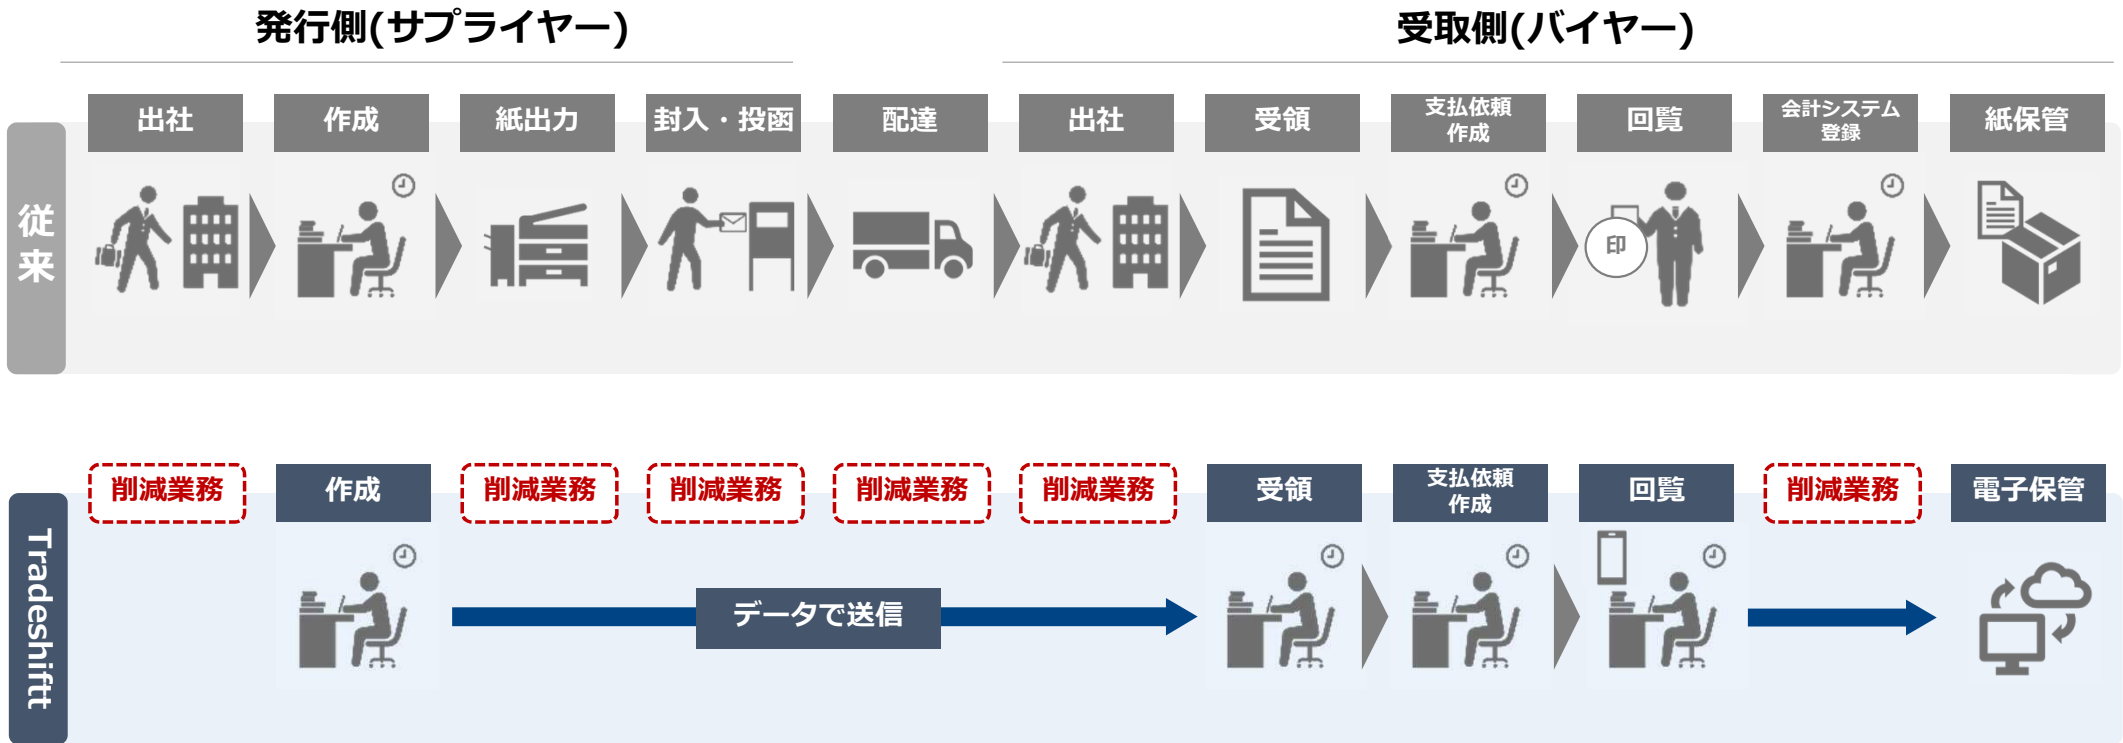 発行側(サプライヤー)
受取側(バイヤー)
出社
作成
紙出力
封入・投函
配達
出社
受領
支払依頼
作成
回覧
会計システム
登録
紙保管
従来
印
削減業務
作成
削減業務
削減業務
削減業務
削減業務
受領
支払依頼
作成
回覧
削減業務
電子保管
Tradeshiftt
データで送信